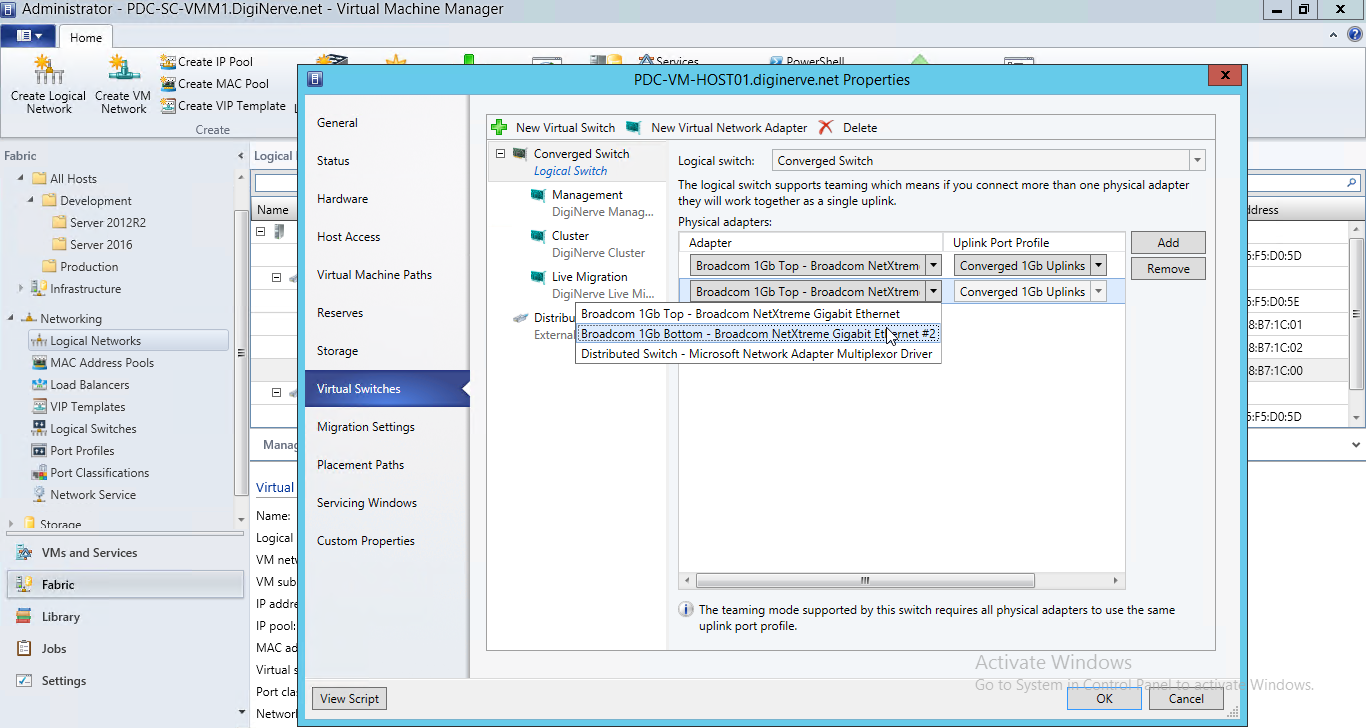 Administrator - PDC-SC-VMM1.DigiNerve.net - Virtual Machine Manager
Home
Create Logical Network
Create VM Network
Create IP Pool
Create MAC Pool
Create VIP Template
Create
Services
PowerShell
Fabric
All Hosts
Development
Server 2012R2
Server 2016
Production
Infrastructure
Networking
Logical Networks
MAC Address Pools
Load Balancers
VIP Templates
Logical Switches
Port Profiles
Port Classifications
Network Service
Storage
VMs and Services
Fabric
Library
Jobs
Settings
Logical
Name
Manag
Virtual
Name:
Logical
VM net
VM sub
IP addre
IP pool:
MAC ad
Virtual s
Port clas
Networ
PDC-VM-HOST01.diginerve.net Properties
General
Status
Hardware
Host Access
Virtual Machine Paths
Reserves
Storage
Virtual Switches
Migration Settings
Placement Paths
Servicing Windows
Custom Properties
New Virtual Switch
New Virtual Network Adapter
Delete
Converged Switch
Logical Switch
Management
DigiNerve Manag...
Cluster
DigiNerve Cluster
Live Migration
DigiNerve Live Mi...
Distribu
External
Logical switch:
Converged Switch
The logical switch supports teaming which means if you connect more than one physical adapter
they will work together as a single uplink.
Physical adapters:
Adapter
Uplink Port Profile
Broadcom 1Gb Top - Broadcom NetXtrem
Converged 1Gb Uplinks
Broadcom 1Gb Top - Broadcom NetXtrem
Converged 1Gb Uplinks
Broadcom 1Gb Top - Broadcom NetXtreme Gigabit Ethernet
Broadcom 1Gb Bottom - Broadcom NetXtreme Gigabit Ethernet #2
Distributed Switch - Microsoft Network Adapter Multiplexor Driver
Add
Remove
The teaming mode supported by this switch requires all physical adapters to use the same
uplink port profile.
View Script
OK
Cancel
ddress
:F5:D0:5D
:F5:D0:5E
8:B7:1C:01
8:B7:1C:02
8:B7:1C:00
:F5:D0:5D
Activate Windows
Go to System in Control Panel to activate Windows.